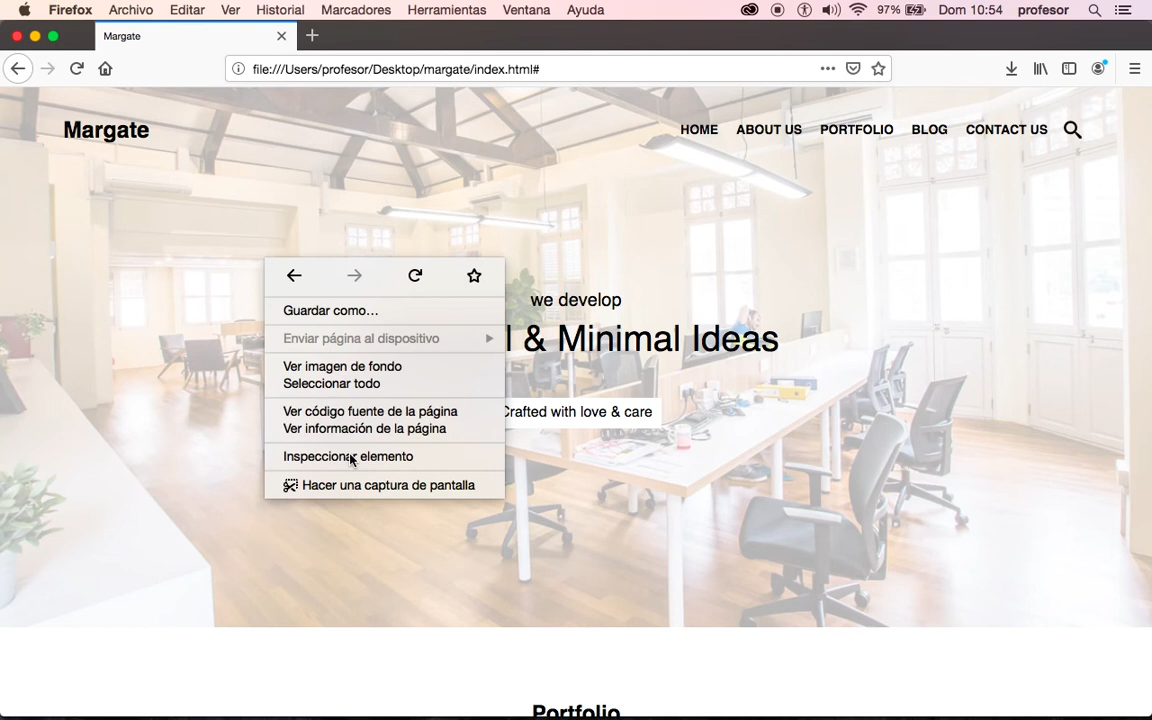 Firefox Archivo Editar Ver Historial Marcadores Herramientas Ventana Ayuda 97% Dom 10:54 profesor
Margate
file:///Users/profesor/Desktop/margate/index.html#
Margate HOME ABOUT US PORTFOLIO BLOG CONTACT US
we develop
l & Minimal Ideas
Crafted with love & care
Guardar como…
Enviar página al dispositivo
Ver imagen de fondo
Seleccionar todo
Ver código fuente de la página
Ver información de la página
Inspeccionar elemento
Hacer una captura de pantalla
Portfolio